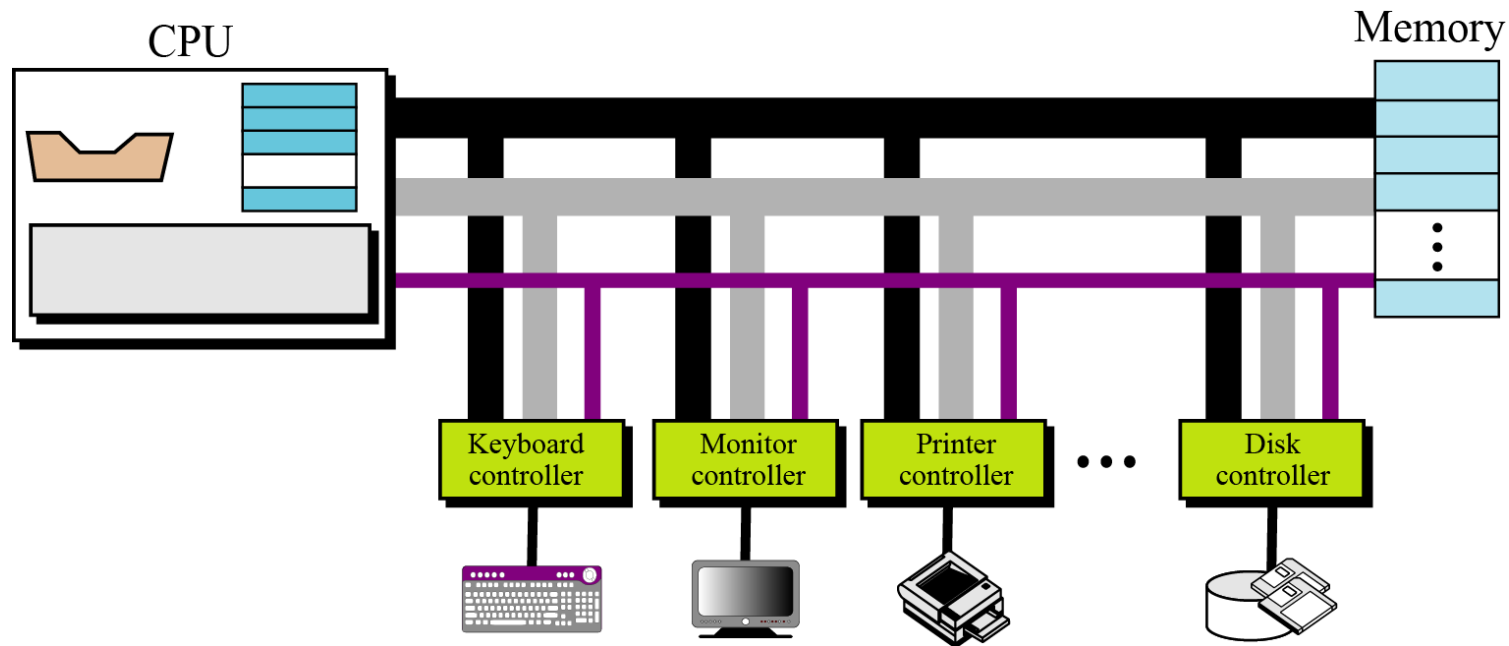 CPU
Memory
Keyboard
controller
Monitor
controller
Printer
controller
Disk
controller